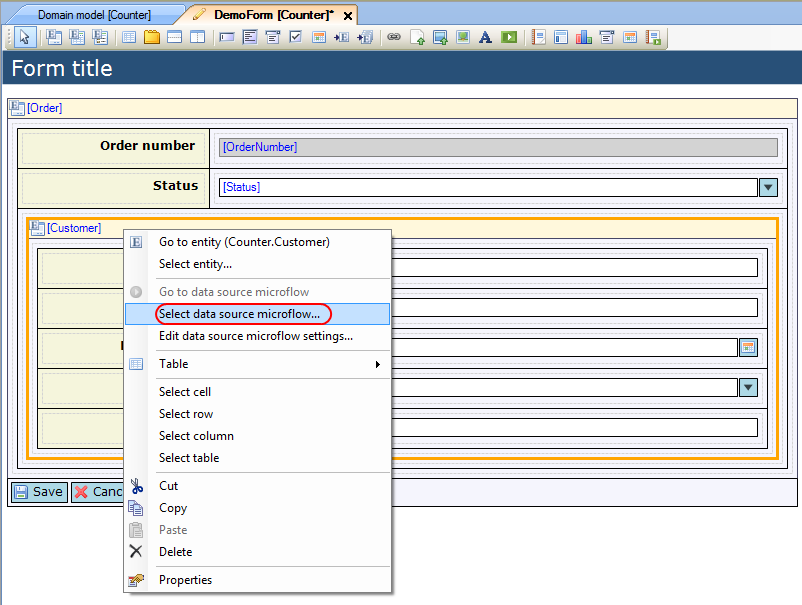 Domain model [Counter]
DemoForm [Counter]*
Form title
[Order]
Order number
[OrderNumber]
Status
[Status]
[Customer]
Go to entity (Counter.Customer)
Select entity...
Go to data source microflow
Select data source microflow...
Edit data source microflow settings...
Table
Select cell
Select row
Select column
Select table
Save
Canc
Cut
Copy
Paste
Delete
Properties